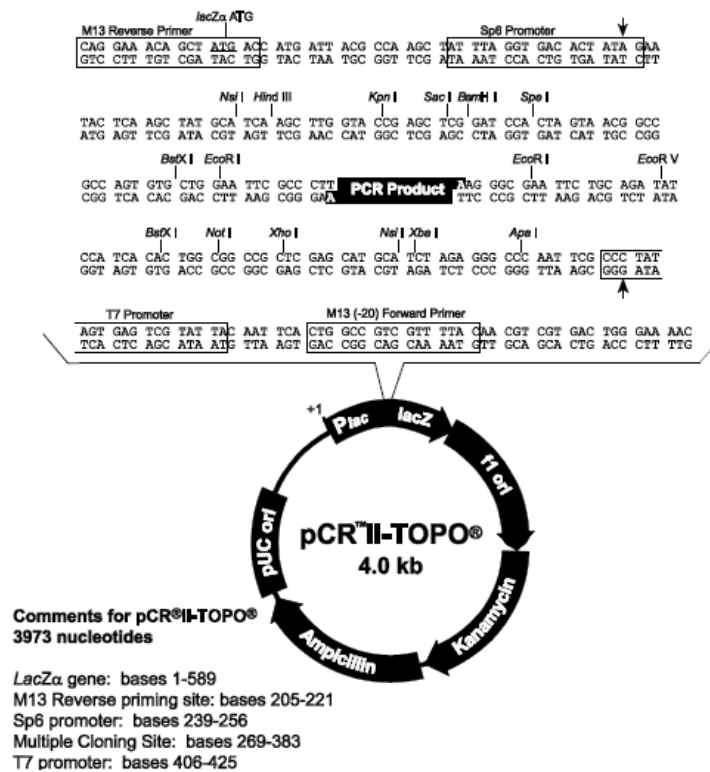 lacZα ATG
M13 Reverse Primer Sp6 Promoter
CAG GAA ACA GCT ATG ACC ATG ATT ACG CCA AGC TAT TTA GGT GAC ACT ATA GAA
GTC CTT TGT CGA TAC TGG TAC TAA TGC GGT TCG ATA AAT CCA CTG TGA TAT CTT
Nsi I Hind III Kpn I Sac I BamH I Spe I
TAC TCA AGC TAT GCA TCA AGC TTG GTA CCG AGC TCG GAT CCA CTA GTA ACG GCC
ATG AGT TCG ATA CGT AGT TCG AAC CAT GGC TCG AGC CTA GGT GAT CAT TGC CGG
BstX I EcoR I EcoR I EcoR V
GCC AGT GTG CTG GAA TTC GCC CTT PCR Product AAG GGC GAA TTC TGC AGA TAT
CGG TCA CAC GAC CTT AAG CGG GAA TTC CCG CTT AAG ACG TCT ATA
BstX I Not I Xho I Nsi I Xba I Apa I
CCA TCA CAC TGG CGG CCG CTC GAG CAT GCA TCT AGA GGG CCC AAT TCG CCC TAT
GGT AGT GTG ACC GCC GGC GAG CTC GTA CGT AGA TCT CCC GGG TTA AGC GGG ATA
T7 Promoter M13 (-20) Forward Primer
AGT GAG TCG TAT TAC AAT TCA CTG GCC GTC GTT TTA CAA CGT CGT GAC TGG GAA AAC
TCA CTC AGC ATA ATG TTA AGT GAC CGG CAG CAA AAT GTT GCA GCA CTG ACC CTT TTG
+1
Plac lacZ
f1 ori
pUC ori
pCR™II-TOPO®
4.0 kb
Kanamycin
Ampicillin
Comments for pCR®II-TOPO®
3973 nucleotides
LacZα gene: bases 1-589
M13 Reverse priming site: bases 205-221
Sp6 promoter: bases 239-256
Multiple Cloning Site: bases 269-383
T7 promoter: bases 406-425